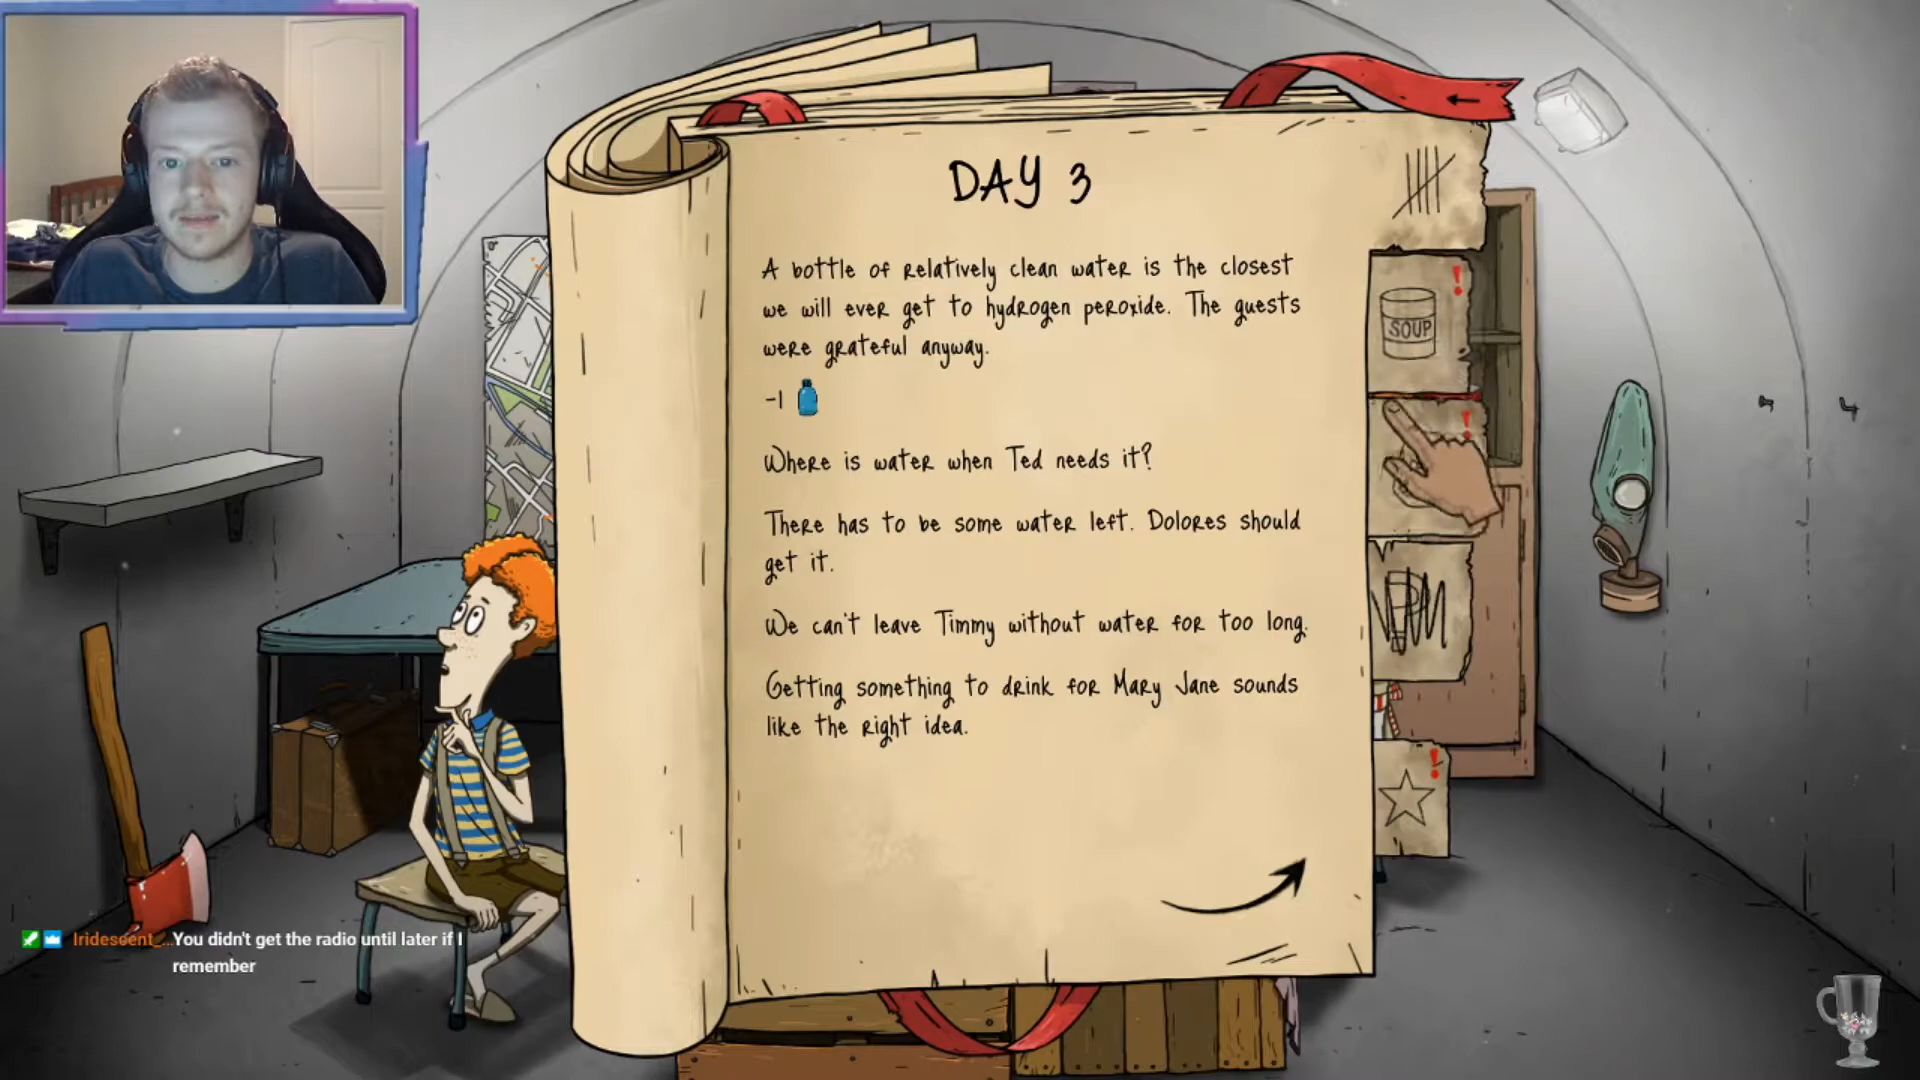 DAY 3
A bottle of relatively clean water is the closest
we will ever get to hydrogen peroxide. The guests
were grateful anyway.
-1
Where is water when Ted needs it?
There has to be some water left. Dolores should
get it.
We can't leave Timmy without water for too long.
Getting something to drink for Mary Jane sounds
like the right idea.
!
SOUP
!
!
Iridescent_...You didn't get the radio until later if I
remember